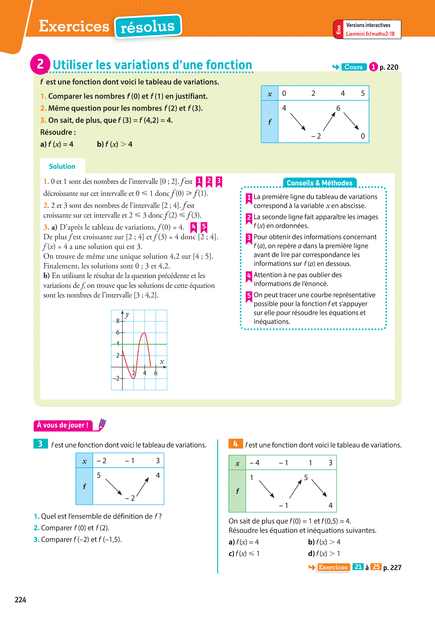 Exercices résolus
Exo
Versions interactives
Lienmini.fr/maths2-18
2 Utiliser les variations d'une fonction
Cours 1 p. 220
f est une fonction dont voici le tableau de variations.
1. Comparer les nombres f (0) et f (1) en justifiant.
2. Même question pour les nombres f (2) et f (3).
3. On sait, de plus, que f (3) = f (4,2) = 4.
Résoudre :
a) f (x) = 4 b) f (x) > 4
x 0 2 4 5
f 4 – 2 6 0
Solution
1. 0 et 1 sont des nombres de l'intervalle [0 ; 2]. f est 1 2 3
décroissante sur cet intervalle et 0 ⩽ 1 donc f (0) ⩾ f (1).
2. 2 et 3 sont des nombres de l'intervalle [2 ; 4]. f est
croissante sur cet intervalle et 2 ⩽ 3 donc f (2) ⩽ f (3).
3. a) D'après le tableau de variations, f (0) = 4. 4 5
De plus f est croissante sur [2 ; 4] et f (3) = 4 donc [2 ; 4].
f (x) = 4 a une solution qui est 3.
On trouve de même une unique solution 4,2 sur [4 ; 5].
Finalement, les solutions sont 0 ; 3 et 4,2.
b) En utilisant le résultat de la question précédente et les
variations de f, on trouve que les solutions de cette équation
sont les nombres de l'intervalle [3 ; 4,2].
Conseils & Méthodes
1 La première ligne du tableau de variations
correspond à la variable x en abscisse.
2 La seconde ligne fait apparaître les images
f (x) en ordonnées.
3 Pour obtenir des informations concernant
f (a), on repère a dans la première ligne
avant de lire par correspondance les
informations sur f (a) en dessous.
4 Attention à ne pas oublier des
informations de l'énoncé.
5 On peut tracer une courbe représentative
possible pour la fonction f et s'appuyer
sur elle pour résoudre les équations et
inéquations.
y
8
6
4
2
2 4 6 x
–2
À vous de jouer !
3 f est une fonction dont voici le tableau de variations.
x – 2 – 1 3
f 5 – 2 4
1. Quel est l'ensemble de définition de f ?
2. Comparer f (0) et f (2).
3. Comparer f (–2) et f (–1,5).
4 f est une fonction dont voici le tableau de variations.
x – 4 – 1 1 3
f 1 – 1 5 4
On sait de plus que f (0) = 1 et f (0,5) = 4.
Résoudre les équation et inéquations suivantes.
a) f (x) = 4 b) f (x) > 4
c) f (x) ⩽ 1 d) f (x) > 1
Exercices 21 à 25 p. 227
224